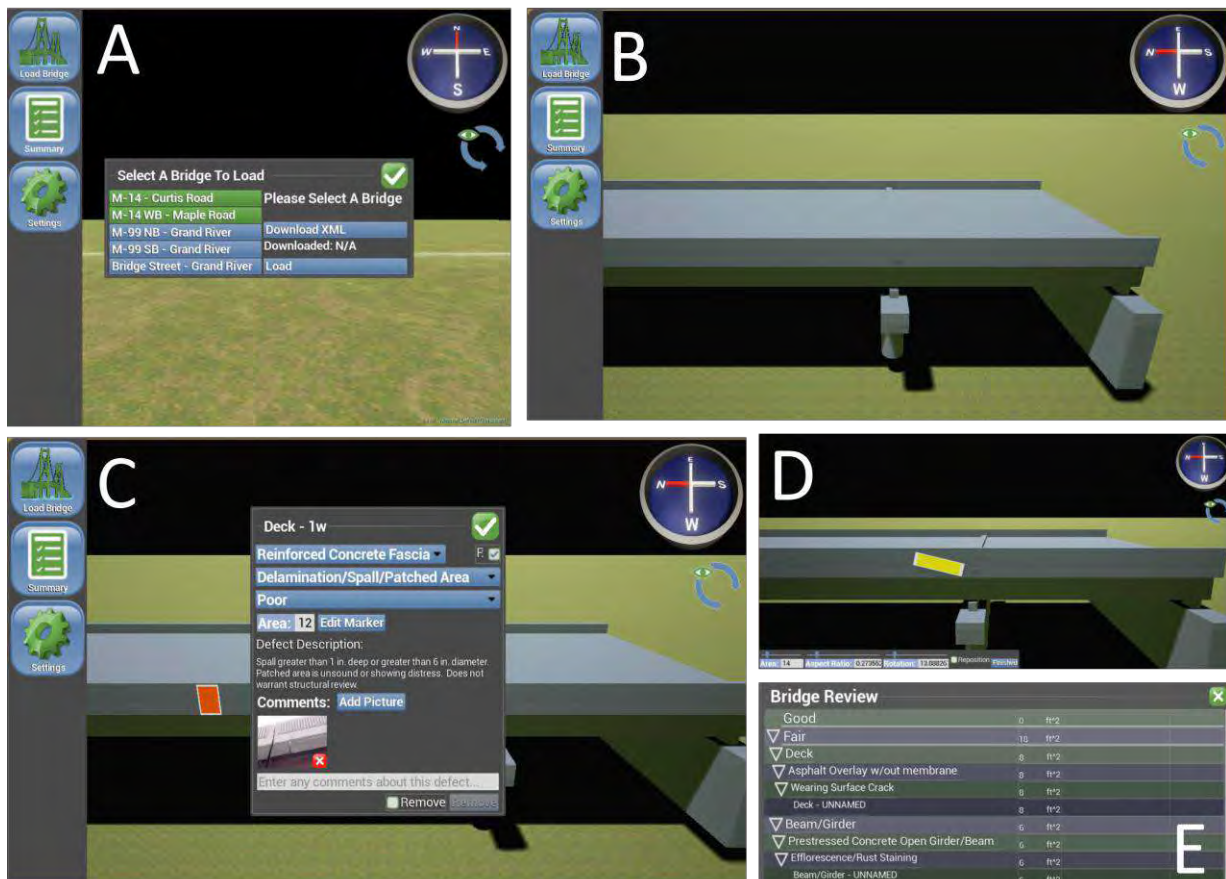 A
Load Bridge
Summary
Settings
N
W E
S
Select A Bridge To Load
M-14 - Curtis Road
Please Select A Bridge
M-14 WB - Maple Road
M-99 NB - Grand River
Download XML
M-99 SB - Grand River
Downloaded: N/A
Bridge Street - Grand River
Load
B
Load Bridge
Summary
Settings
E
N S
W
C
Load Bridge
Summary
Settings
E
N S
W
Deck - 1w
Reinforced Concrete Fascia
Delamination/Spall/Patched Area
Poor
Area: 12 Edit Marker
Defect Description:
Spall greater than 1 in. deep or greater than 6 in. diameter.
Patched area is unsound or showing distress. Does not
warrant structural review.
Comments: Add Picture
Enter any comments about this defect....
Remove Remove
D
N S
W
Area: 14 Aspect Ratio: Rotation: Reposition Finished
Bridge Review
Good 0 ft^2
Fair ft^2
Deck 8 ft^2
Asphalt Overlay w/out membrane 8 ft^2
Wearing Surface Crack 8 ft^2
Deck - UNNAMED 8 ft^2
Beam/Girder 6 ft^2
Prestressed Concrete Open Girder/Beam 6 ft^2
Efflorescence/Rust Staining 6 ft^2
Beam/Girder - UNNAMED
E